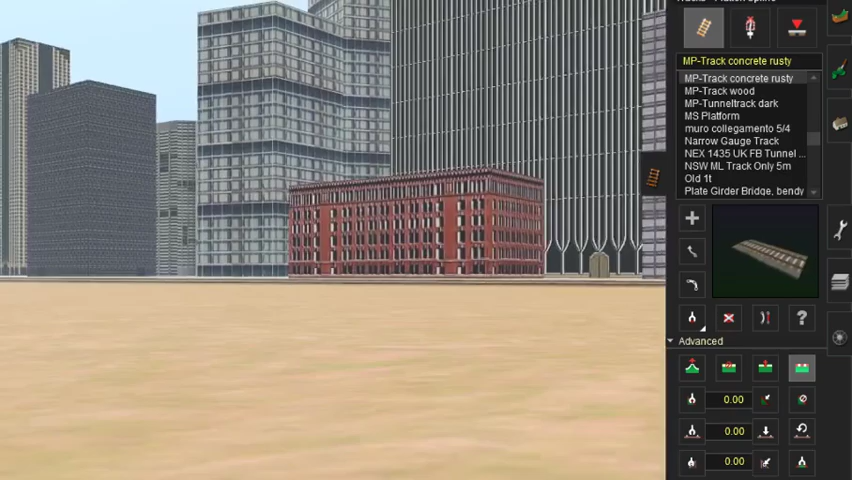 MP-Track concrete rusty
MP-Track concrete rusty
MP-Track wood
MP-Tunneltrack dark
MS Platform
muro collegamento 5/4
Narrow Gauge Track
NEX 1435 UK FB Tunnel ...
NSW ML Track Only 5m
Old 1t
Plate Girder Bridge, bendy
?
Advanced
0.00
0.00
0.00